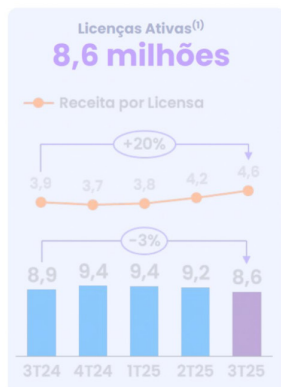 Licenças Ativas(1)
8,6 milhões
Receita por Licensa
+20%
3,9 3,7 3,8 4,2 4,6
-3%
8,9 9,4 9,4 9,2 8,6
3T24 4T24 1T25 2T25 3T25